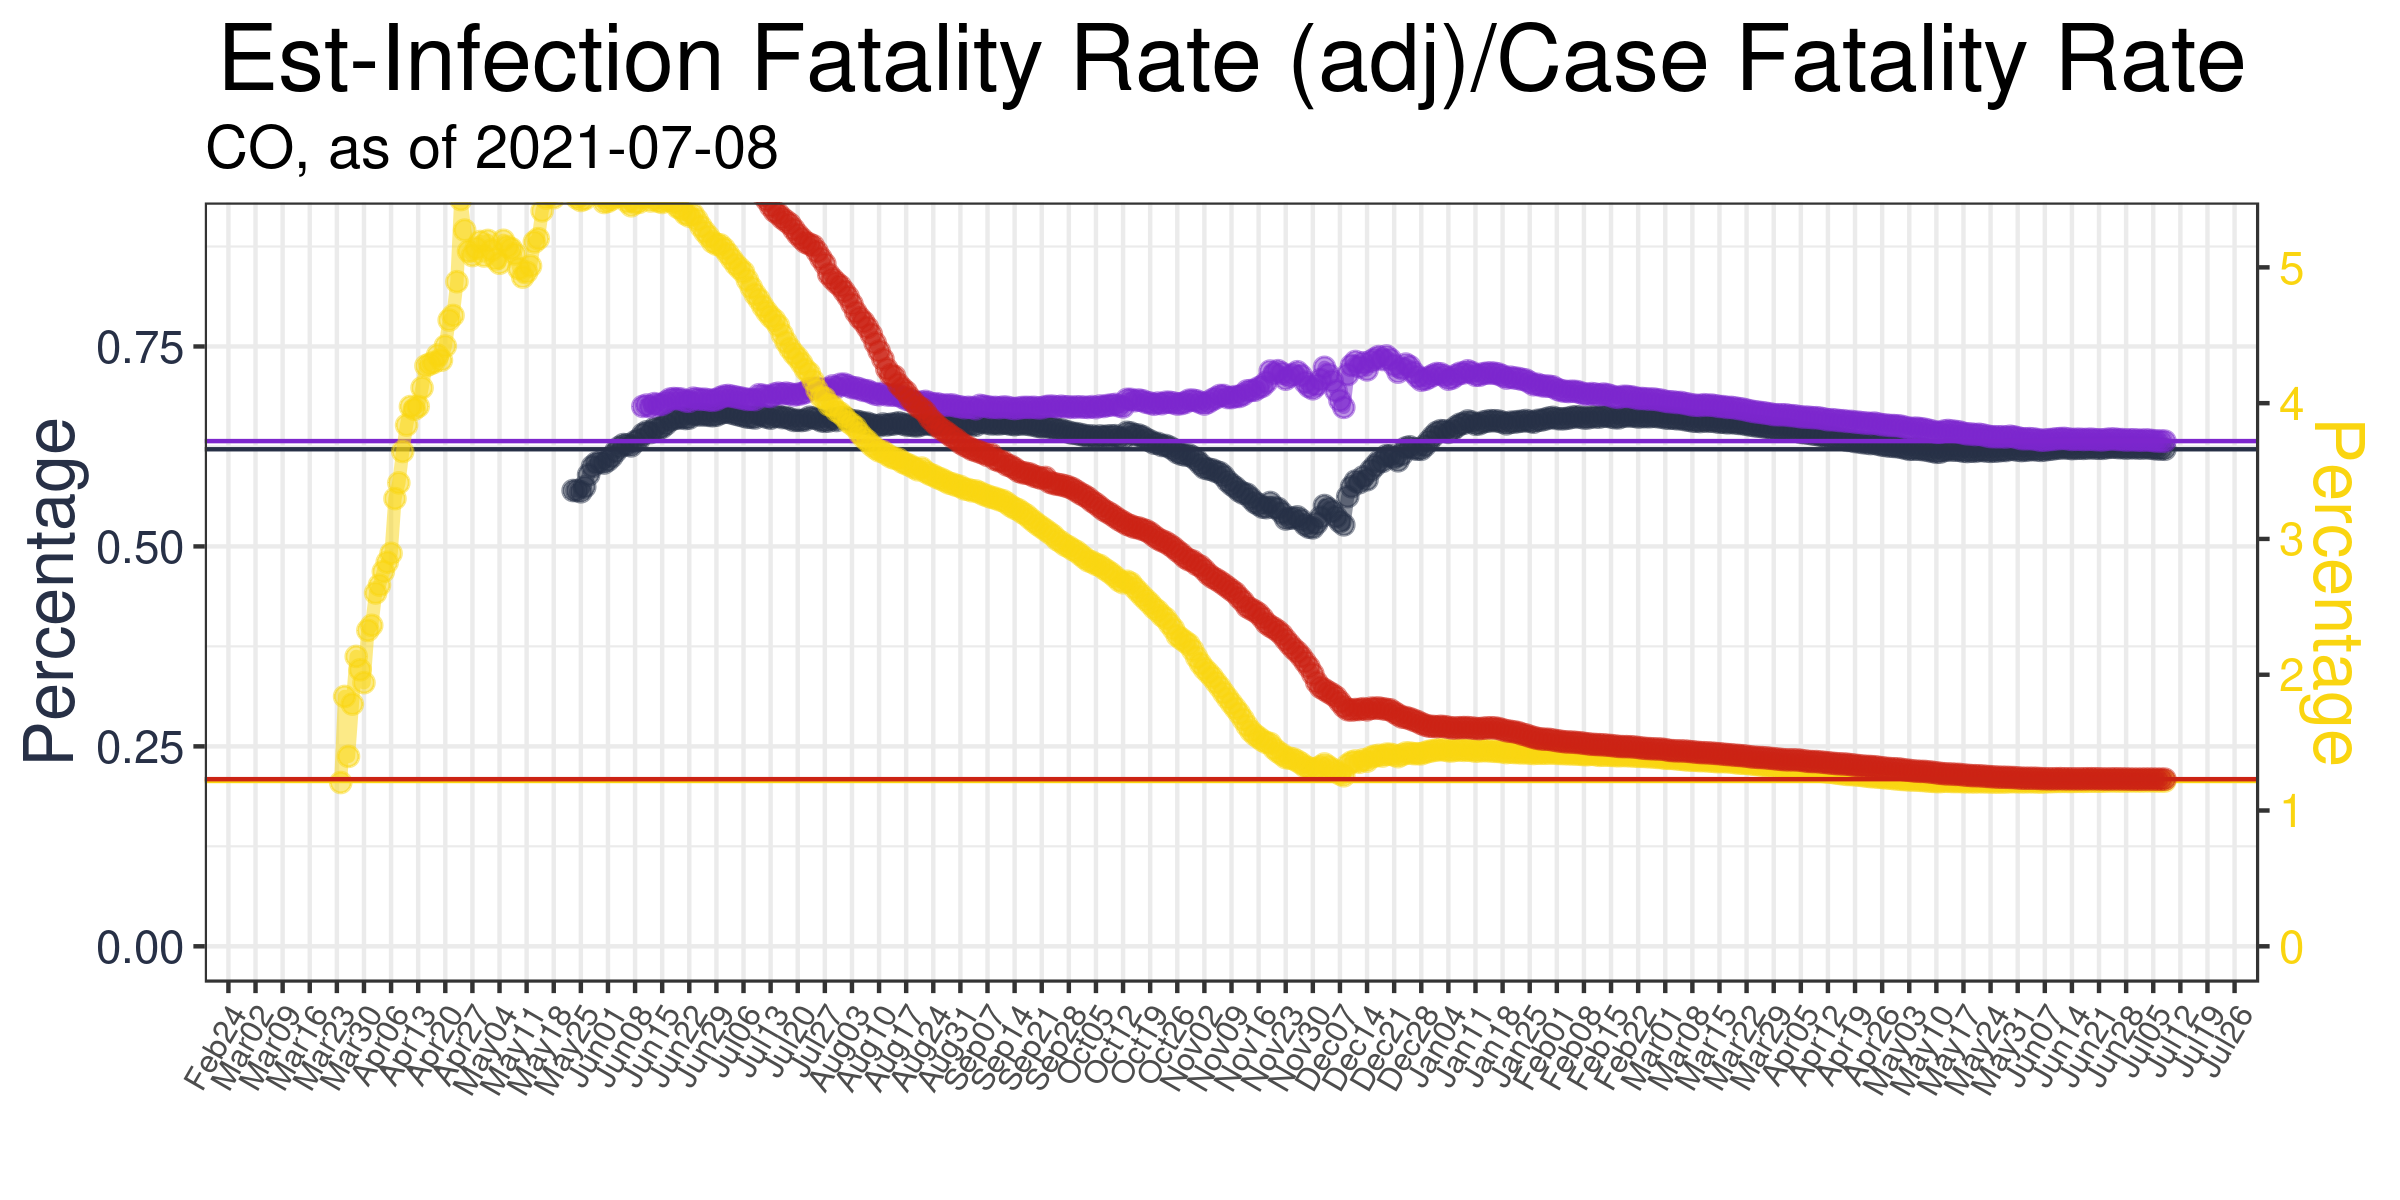 Est-Infection Fatality Rate (adj)/Case Fatality Rate
CO, as of 2021-07-08
Percentage
0.75
0.50
0.25
0.00
5
4
3
2
1
0
Percentage
Feb24
Mar02
Mar09
Mar16
Mar23
Mar30
Apr06
Apr13
Apr20
Apr27
May04
May11
May18
May25
Jun01
Jun08
Jun15
Jun22
Jun29
Jul06
Jul13
Jul20
Jul27
Aug03
Aug10
Aug17
Aug24
Aug31
Sep07
Sep14
Sep21
Sep28
Oct05
Oct12
Oct19
Oct26
Nov02
Nov09
Nov16
Nov23
Nov30
Dec07
Dec14
Dec21
Dec28
Jan04
Jan11
Jan18
Jan25
Feb01
Feb08
Feb15
Feb22
Mar01
Mar08
Mar15
Mar22
Mar29
Apr05
Apr12
Apr19
Apr26
May03
May10
May17
May24
May31
Jun07
Jun14
Jun21
Jun28
Jul05
Jul12
Jul19
Jul26